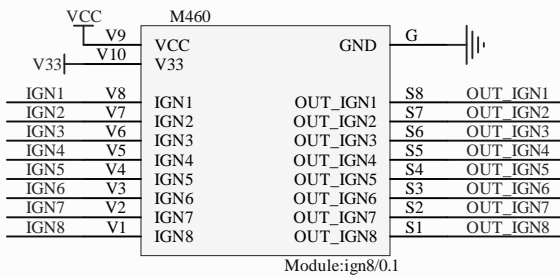 VCC M460
V9 VCC GND G
V33 V10 V33
IGN1 V8 IGN1 OUT_IGN1 S8 OUT_IGN1
IGN2 V7 IGN2 OUT_IGN2 S7 OUT_IGN2
IGN3 V6 IGN3 OUT_IGN3 S6 OUT_IGN3
IGN4 V5 IGN4 OUT_IGN4 S5 OUT_IGN4
IGN5 V4 IGN5 OUT_IGN5 S4 OUT_IGN5
IGN6 V3 IGN6 OUT_IGN6 S3 OUT_IGN6
IGN7 V2 IGN7 OUT_IGN7 S2 OUT_IGN7
IGN8 V1 IGN8 OUT_IGN8 S1 OUT_IGN8
Module:ign8/0.1